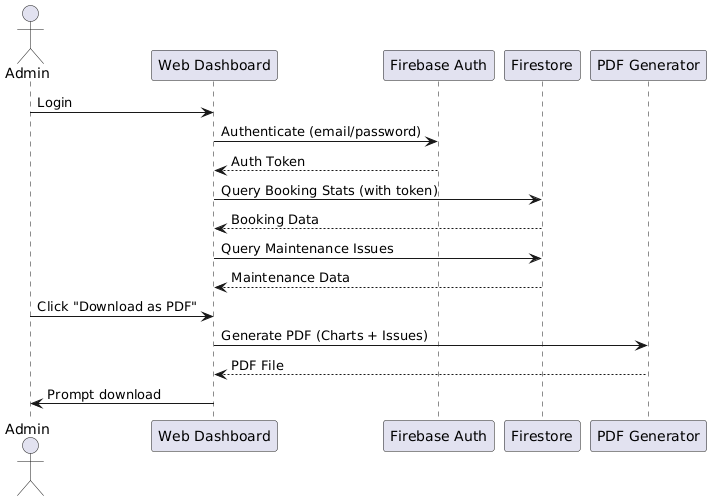 Admin
Web Dashboard
Firebase Auth
Firestore
PDF Generator
Login
Authenticate (email/password)
Auth Token
Query Booking Stats (with token)
Booking Data
Query Maintenance Issues
Maintenance Data
Click "Download as PDF"
Generate PDF (Charts + Issues)
PDF File
Prompt download
Admin
Web Dashboard
Firebase Auth
Firestore
PDF Generator